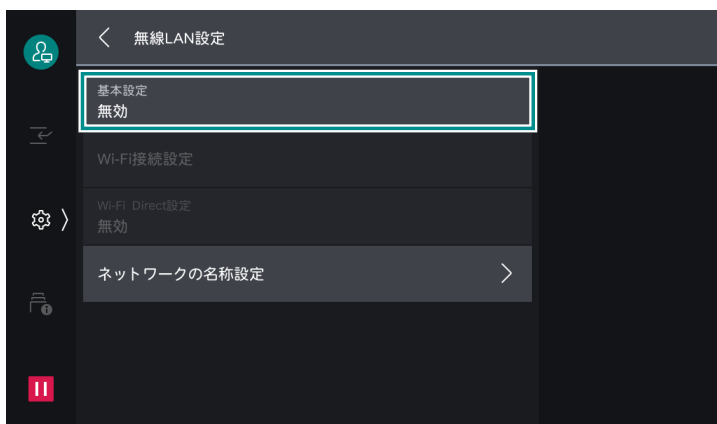 無線LAN設定
基本設定
無効
Wi-Fi接続設定
Wi-Fi Direct設定
無効
ネットワークの名称設定